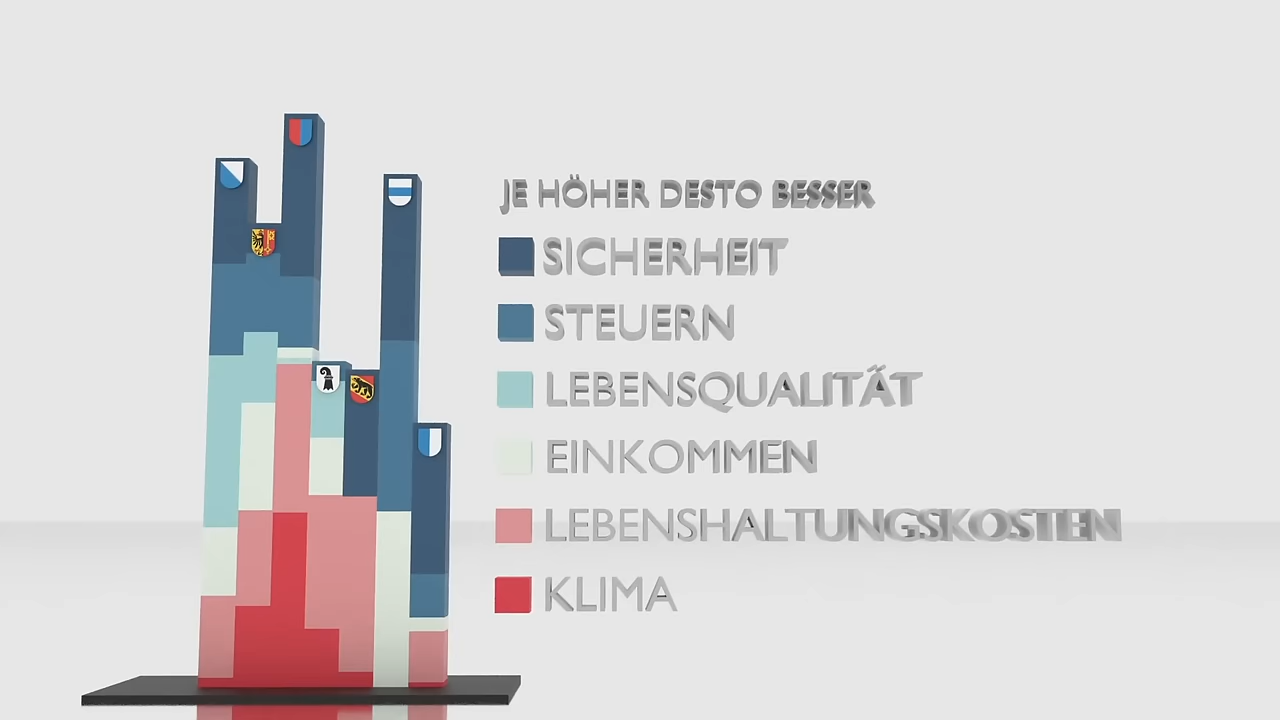 JE HÖHER DESTO BESSER
SICHERHEIT
STEUERN
LEBENSQUALITÄT
EINKOMMEN
LEBENSHALTUNGSKOSTEN
KLIMA